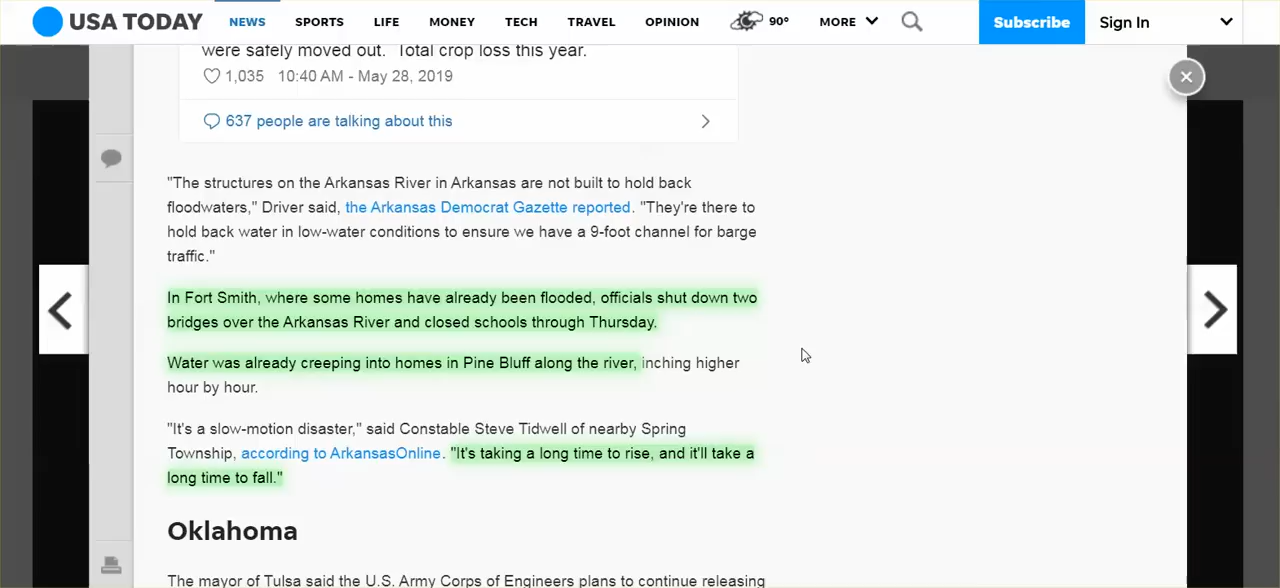 USA TODAY NEWS SPORTS LIFE MONEY TECH TRAVEL OPINION 90° MORE Subscribe Sign In
were safely moved out. Total crop loss this year.
1,035 10:40 AM - May 28, 2019
637 people are talking about this
"The structures on the Arkansas River in Arkansas are not built to hold back
floodwaters," Driver said, the Arkansas Democrat Gazette reported. "They're there to
hold back water in low-water conditions to ensure we have a 9-foot channel for barge
traffic."
In Fort Smith, where some homes have already been flooded, officials shut down two
bridges over the Arkansas River and closed schools through Thursday.
Water was already creeping into homes in Pine Bluff along the river, inching higher
hour by hour.
"It's a slow-motion disaster," said Constable Steve Tidwell of nearby Spring
Township, according to ArkansasOnline. "It's taking a long time to rise, and it'll take a
long time to fall."
Oklahoma
The mayor of Tulsa said the U.S. Army Corps of Engineers plans to continue releasing